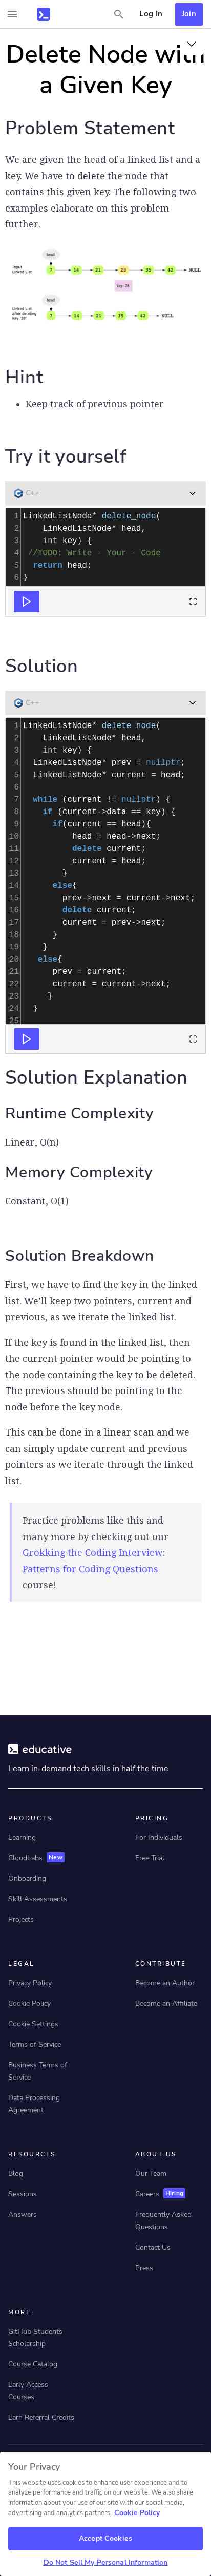 Log In
Join
Delete Node with
a Given Key
Problem Statement
We are given the head of a linked list and a
key. We have to delete the node that
contains this given key. The following two
examples elaborate on this problem
further.
head
Input
Linked List
7 14 21 28 35 42 NULL
Key: 28
head
Linked List
after deleting
key '28'
7 14 21 35 42 NULL
Hint
Keep track of previous pointer
Try it yourself
C++
1 LinkedListNode* delete_node(
2     LinkedListNode* head,
3     int key) {
4  //TODO: Write - Your - Code
5   return head;
6 }
Solution
C++
1 LinkedListNode* delete_node(
2     LinkedListNode* head,
3     int key) {
4   LinkedListNode* prev = nullptr;
5   LinkedListNode* current = head;
6
7   while (current != nullptr) {
8     if (current->data == key) {
9       if(current == head){
10           head = head->next;
11           delete current;
12           current = head;
13         }
14       else{
15         prev->next = current->next;
16         delete current;
17         current = prev->next;
18       }
19     }
20    else{
21       prev = current;
22       current = current->next;
23      }
24   }
25
Solution Explanation
Runtime Complexity
Linear, O(n)
Memory Complexity
Constant, O(1)
Solution Breakdown
First, we have to find the key in the linked
list. We’ll keep two pointers, current and
previous, as we iterate the linked list.
If the key is found in the linked list, then
the current pointer would be pointing to
the node containing the key to be deleted.
The previous should be pointing to the
node before the key node.
This can be done in a linear scan and we
can simply update current and previous
pointers as we iterate through the linked
list.
Practice problems like this and
many more by checking out our
Grokking the Coding Interview:
Patterns for Coding Questions
course!
educative
Learn in-demand tech skills in half the time
PRODUCTS
Learning
CloudLabs New
Onboarding
Skill Assessments
Projects
PRICING
For Individuals
Free Trial
LEGAL
Privacy Policy
Cookie Policy
Cookie Settings
Terms of Service
Business Terms of
Service
Data Processing
Agreement
CONTRIBUTE
Become an Author
Become an Affiliate
RESOURCES
Blog
Sessions
Answers
ABOUT US
Our Team
Careers Hiring
Frequently Asked
Questions
Contact Us
Press
MORE
GitHub Students
Scholarship
Course Catalog
Early Access
Courses
Earn Referral Credits
Your Privacy
This website uses cookies to enhance user experience and to
analyze performance and traffic on our website. We also share
information about your use of our site with our social media,
advertising and analytics partners. Cookie Policy
Accept Cookies
Do Not Sell My Personal Information